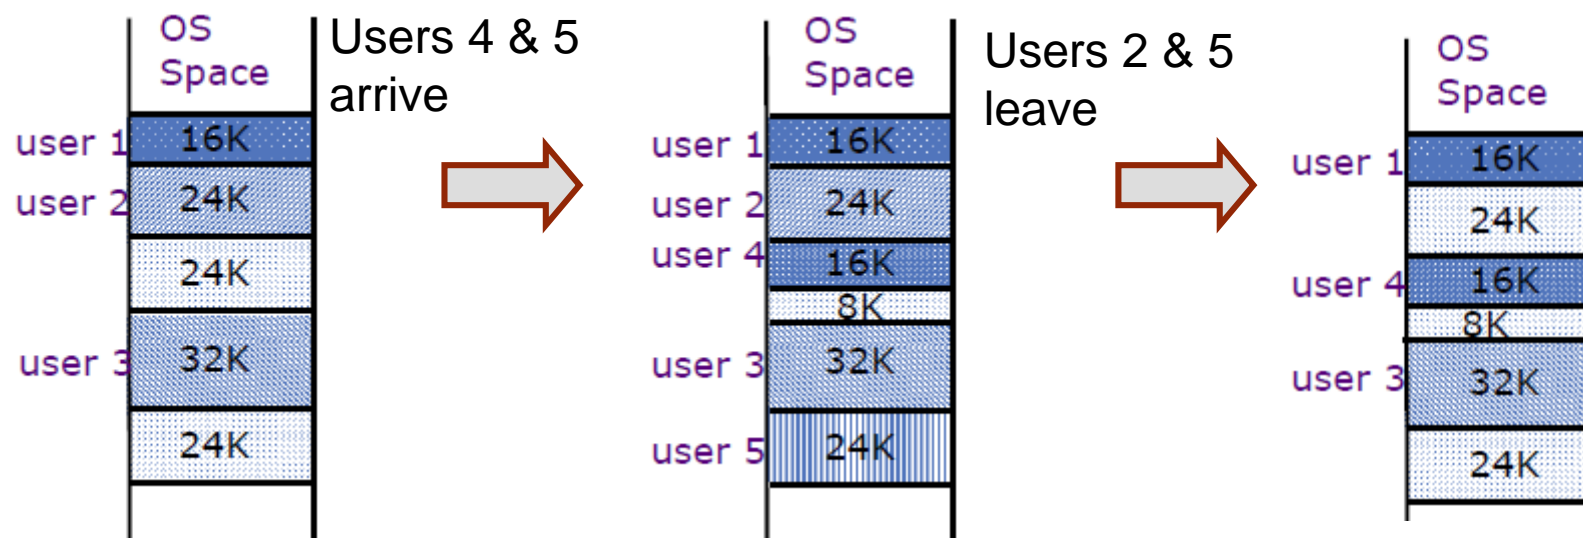 OS
Space
user 1 16K
user 2 24K
24K
user 3 32K
24K
Users 4 & 5
arrive
OS
Space
user 1 16K
user 2 24K
user 4 16K
8K
user 3 32K
user 5 24K
Users 2 & 5
leave
OS
Space
user 1 16K
24K
user 4 16K
8K
user 3 32K
24K